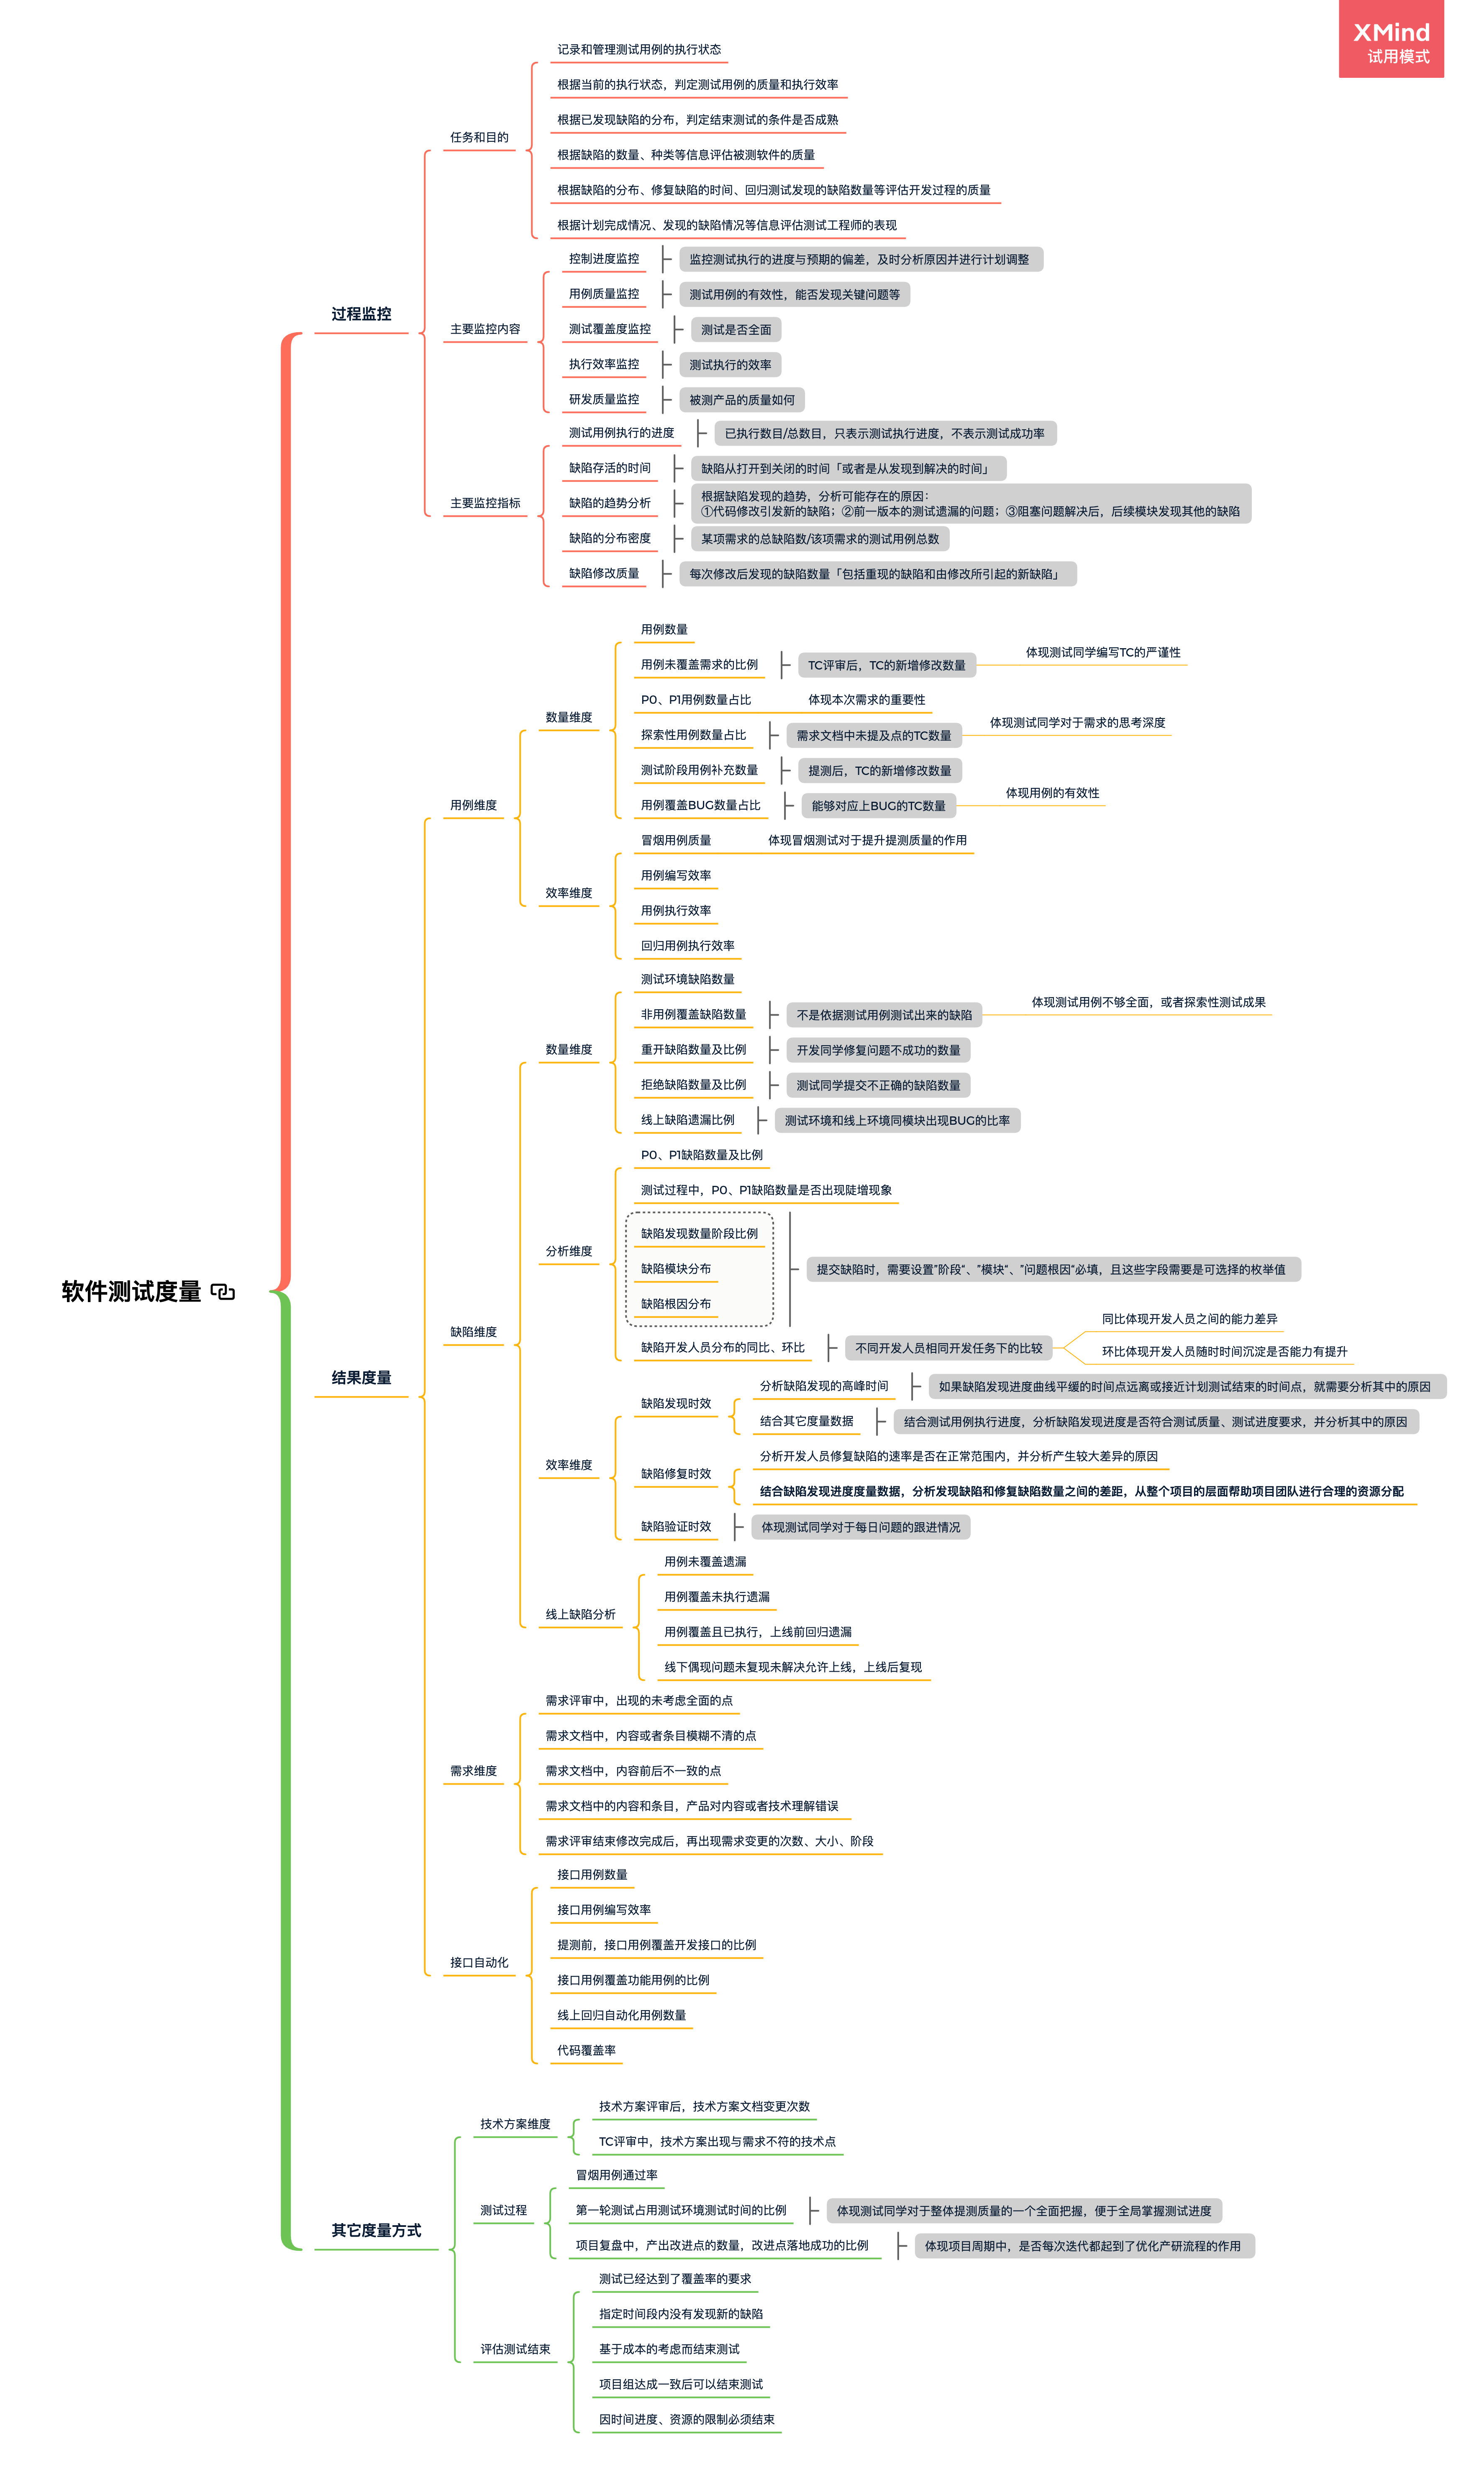 XMind
试用模式
软件测试度量
过程监控
任务和目的
记录和管理测试用例的执行状态
根据当前的执行状态，判定测试用例的质量和执行效率
根据已发现缺陷的分布，判定结束测试的条件是否成熟
根据缺陷的数量、种类等信息评估被测软件的质量
根据缺陷的分布、修复缺陷的时间、回归测试发现的缺陷数量等评估开发过程的质量
根据计划完成情况、发现的缺陷情况等信息评估测试工程师的表现
主要监控内容
控制进度监控
监控测试执行的进度与预期的偏差，及时分析原因并进行计划调整
用例质量监控
测试用例的有效性，能否发现关键问题等
测试覆盖度监控
测试是否全面
执行效率监控
测试执行的效率
研发质量监控
被测产品的质量如何
主要监控指标
测试用例执行的进度
已执行数目/总数目，只表示测试执行进度，不表示测试成功率
缺陷存活的时间
缺陷从打开到关闭的时间「或者是从发现到解决的时间」
缺陷的趋势分析
根据缺陷发现的趋势，分析可能存在的原因：
①代码修改引发新的缺陷；②前一版本的测试遗漏的问题；③阻塞问题解决后，后续模块发现其他的缺陷
缺陷的分布密度
某项需求的总缺陷数/该项需求的测试用例总数
缺陷修改质量
每次修改后发现的缺陷数量「包括重现的缺陷和由修改所引起的新缺陷」
结果度量
用例维度
数量维度
用例数量
用例未覆盖需求的比例
TC评审后，TC的新增修改数量
体现测试同学编写TC的严谨性
P0、P1用例数量占比
体现本次需求的重要性
探索性用例数量占比
需求文档中未提及点的TC数量
体现测试同学对于需求的思考深度
测试阶段用例补充数量
提测后，TC的新增修改数量
用例覆盖BUG数量占比
能够对应上BUG的TC数量
体现用例的有效性
效率维度
冒烟用例质量
体现冒烟测试对于提升提测质量的作用
用例编写效率
用例执行效率
回归用例执行效率
缺陷维度
数量维度
测试环境缺陷数量
非用例覆盖缺陷数量
不是依据测试用例测试出来的缺陷
体现测试用例不够全面，或者探索性测试成果
重开缺陷数量及比例
开发同学修复问题不成功的数量
拒绝缺陷数量及比例
测试同学提交不正确的缺陷数量
线上缺陷遗漏比例
测试环境和线上环境同模块出现BUG的比率
分析维度
P0、P1缺陷数量及比例
测试过程中，P0、P1缺陷数量是否出现陡增现象
缺陷发现数量阶段比例
缺陷模块分布
缺陷根因分布
提交缺陷时，需要设置”阶段“、”模块“、”问题根因“必填，且这些字段需要是可选择的枚举值
缺陷开发人员分布的同比、环比
不同开发人员相同开发任务下的比较
同比体现开发人员之间的能力差异
环比体现开发人员随时时间沉淀是否能力有提升
效率维度
缺陷发现时效
分析缺陷发现的高峰时间
如果缺陷发现进度曲线平缓的时间点远离或接近计划测试结束的时间点，就需要分析其中的原因
结合其它度量数据
结合测试用例执行进度，分析缺陷发现进度是否符合测试质量、测试进度要求，并分析其中的原因
缺陷修复时效
分析开发人员修复缺陷的速率是否在正常范围内，并分析产生较大差异的原因
结合缺陷发现进度度量数据，分析发现缺陷和修复缺陷数量之间的差距，从整个项目的层面帮助项目团队进行合理的资源分配
缺陷验证时效
体现测试同学对于每日问题的跟进情况
线上缺陷分析
用例未覆盖遗漏
用例覆盖未执行遗漏
用例覆盖且已执行，上线前回归遗漏
线下偶现问题未复现未解决允许上线，上线后复现
需求维度
需求评审中，出现的未考虑全面的点
需求文档中，内容或者条目模糊不清的点
需求文档中，内容前后不一致的点
需求文档中的内容和条目，产品对内容或者技术理解错误
需求评审结束修改完成后，再出现需求变更的次数、大小、阶段
接口自动化
接口用例数量
接口用例编写效率
提测前，接口用例覆盖开发接口的比例
接口用例覆盖功能用例的比例
线上回归自动化用例数量
代码覆盖率
其它度量方式
技术方案维度
技术方案评审后，技术方案文档变更次数
TC评审中，技术方案出现与需求不符的技术点
测试过程
冒烟用例通过率
第一轮测试占用测试环境测试时间的比例
体现测试同学对于整体提测质量的一个全面把握，便于全局掌握测试进度
项目复盘中，产出改进点的数量，改进点落地成功的比例
体现项目周期中，是否每次迭代都起到了优化产研流程的作用
评估测试结束
测试已经达到了覆盖率的要求
指定时间段内没有发现新的缺陷
基于成本的考虑而结束测试
项目组达成一致后可以结束测试
因时间进度、资源的限制必须结束